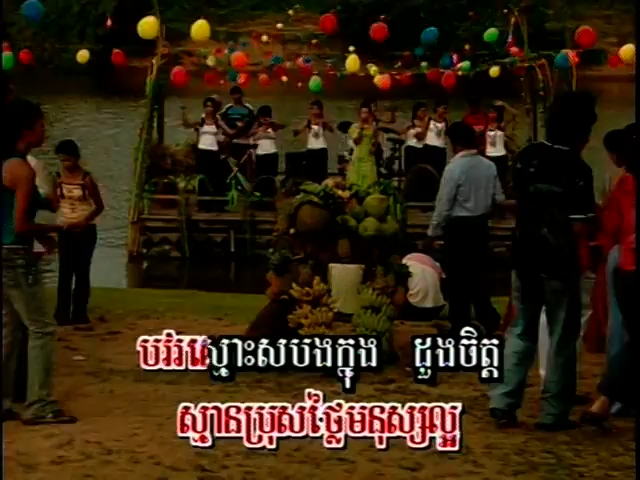 បវរស្មោះសបងក្នុង ដួងចិត្ត
ស្មានប្រុសថ្លៃមនុស្សល្អ